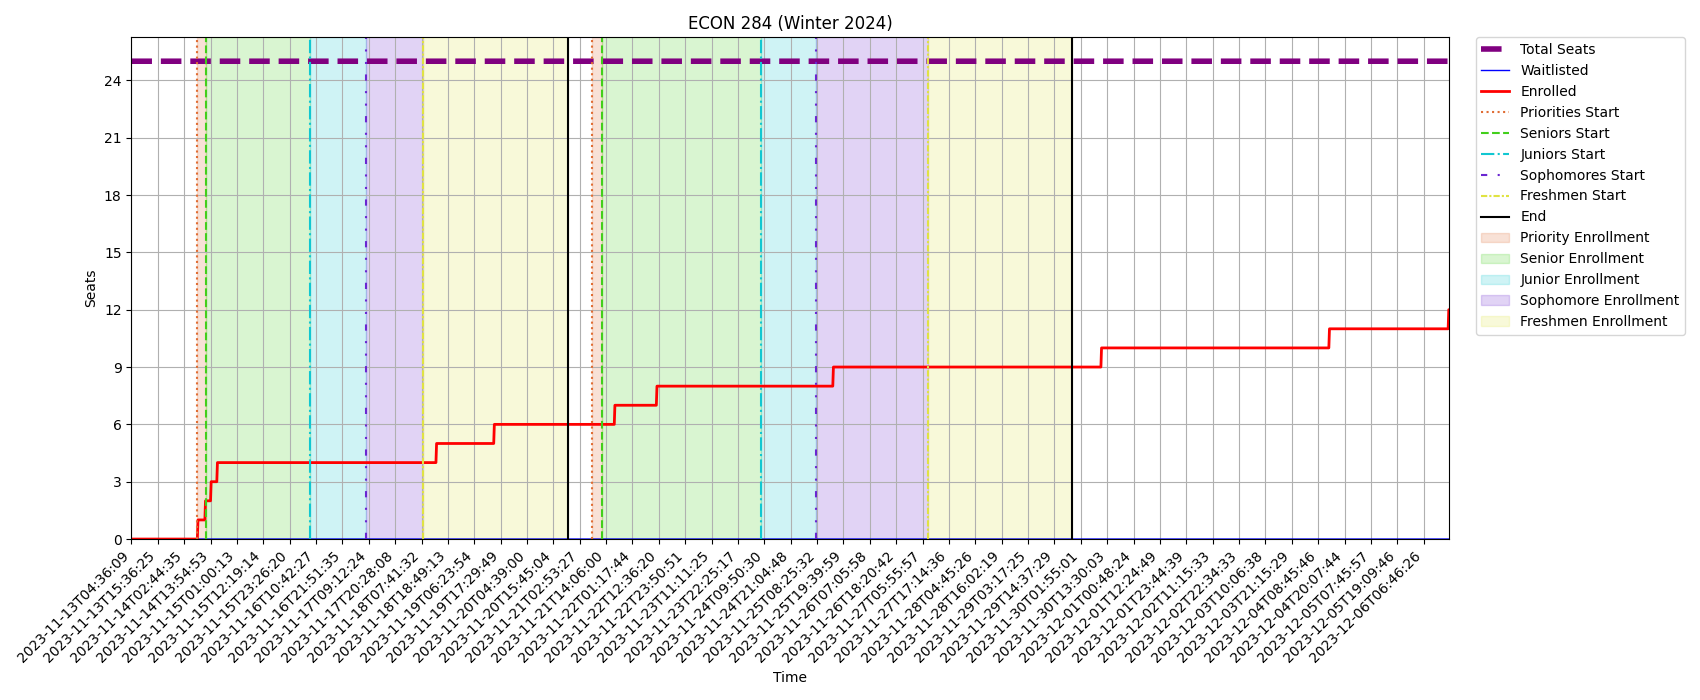 ECON 284 (Winter 2024)
Seats
24
21
18
15
12
9
6
3
0
2023-11-13T04:36:09
2023-11-13T15:36:25
2023-11-14T02:44:35
2023-11-14T13:54:53
2023-11-15T01:00:13
2023-11-15T12:19:14
2023-11-15T23:26:20
2023-11-16T10:42:27
2023-11-16T21:51:35
2023-11-17T09:12:24
2023-11-17T20:28:08
2023-11-18T07:41:32
2023-11-18T18:49:13
2023-11-19T06:23:54
2023-11-19T17:29:49
2023-11-20T04:39:00
2023-11-20T15:45:04
2023-11-21T02:53:27
2023-11-21T14:06:00
2023-11-22T01:17:44
2023-11-22T12:36:20
2023-11-22T23:50:51
2023-11-23T11:11:25
2023-11-23T22:25:17
2023-11-24T09:50:30
2023-11-24T21:04:48
2023-11-25T08:25:32
2023-11-25T19:39:59
2023-11-26T07:05:58
2023-11-26T18:20:42
2023-11-27T05:55:57
2023-11-27T17:14:36
2023-11-28T04:45:26
2023-11-28T16:02:19
2023-11-29T03:17:25
2023-11-29T14:37:29
2023-11-30T01:55:01
2023-11-30T13:30:03
2023-12-01T00:48:24
2023-12-01T12:24:49
2023-12-01T23:44:39
2023-12-02T11:15:33
2023-12-02T22:34:33
2023-12-03T10:06:38
2023-12-03T21:15:29
2023-12-04T08:45:46
2023-12-04T20:07:44
2023-12-05T07:45:57
2023-12-05T19:09:46
2023-12-06T06:46:26
Time
Total Seats
Waitlisted
Enrolled
Priorities Start
Seniors Start
Juniors Start
Sophomores Start
Freshmen Start
End
Priority Enrollment
Senior Enrollment
Junior Enrollment
Sophomore Enrollment
Freshmen Enrollment